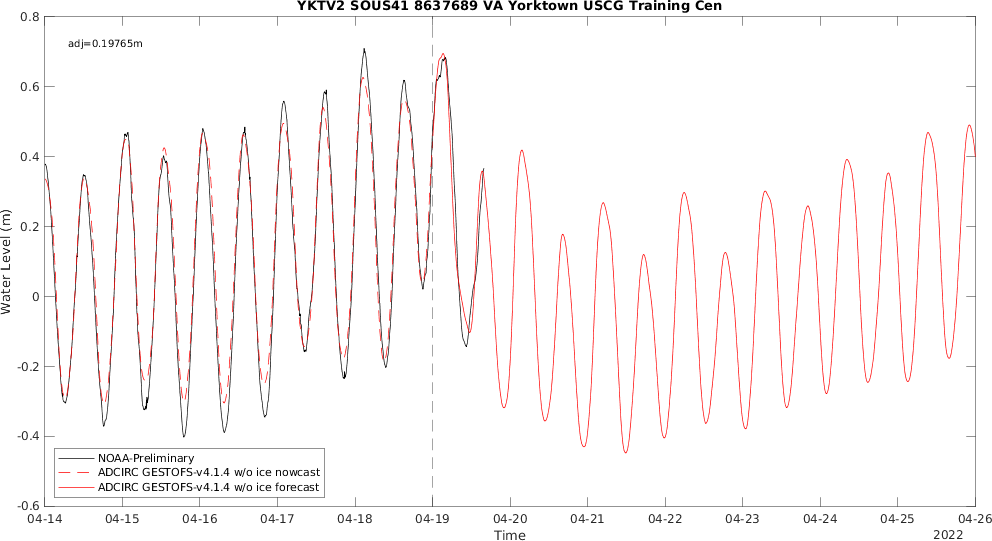 YKTV2 SOUS41 8637689 VA Yorktown USCG Training Cen
adj=0.19765m
0.8
0.6
0.4
0.2
0
-0.2
-0.4
-0.6
Water Level (m)
NOAA-Preliminary
ADCIRC GESTOFS-v4.1.4 w/o ice nowcast
ADCIRC GESTOFS-v4.1.4 w/o ice forecast
04-14 04-15 04-16 04-17 04-18 04-19 04-20 04-21 04-22 04-23 04-24 04-25 04-26
Time
2022